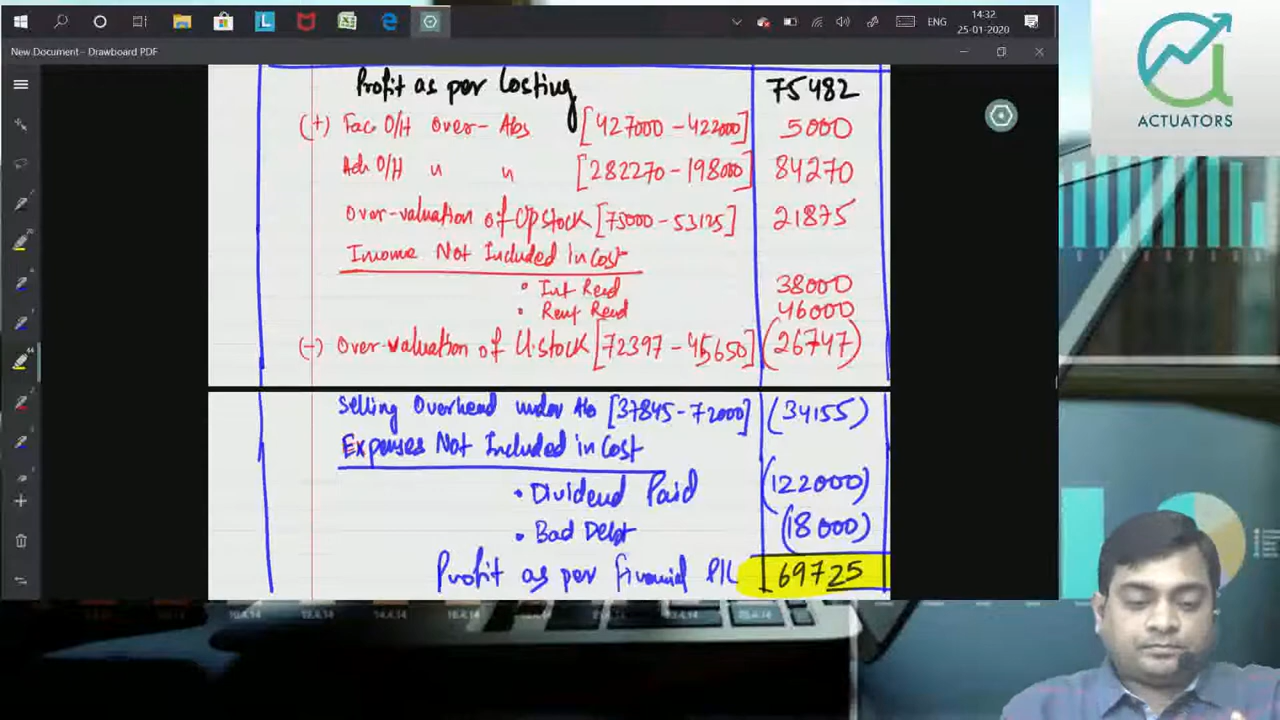 14:32
ENG
25-01-2020
New Document - Drawboard PDF
ACTUATORS
Profit as per Costing 75482
(+) Fac O/H Over-Abs [427000 - 422000] 5000
Adm O/H " " [282270 - 198000] 84270
Over-valuation of Op Stock [75000 - 53125] 21875
Income Not Included in Cost
• Int Recd 38000
• Rent Recd 46000
(-) Over-valuation of Cl. stock [72397 - 45650] (26747)
Selling Overhead under Ab [37845 - 72000] (34155)
Expenses Not Included in Cost
• Dividend Paid (122000)
• Bad Debt (18000)
Profit as per financial P/L 69725